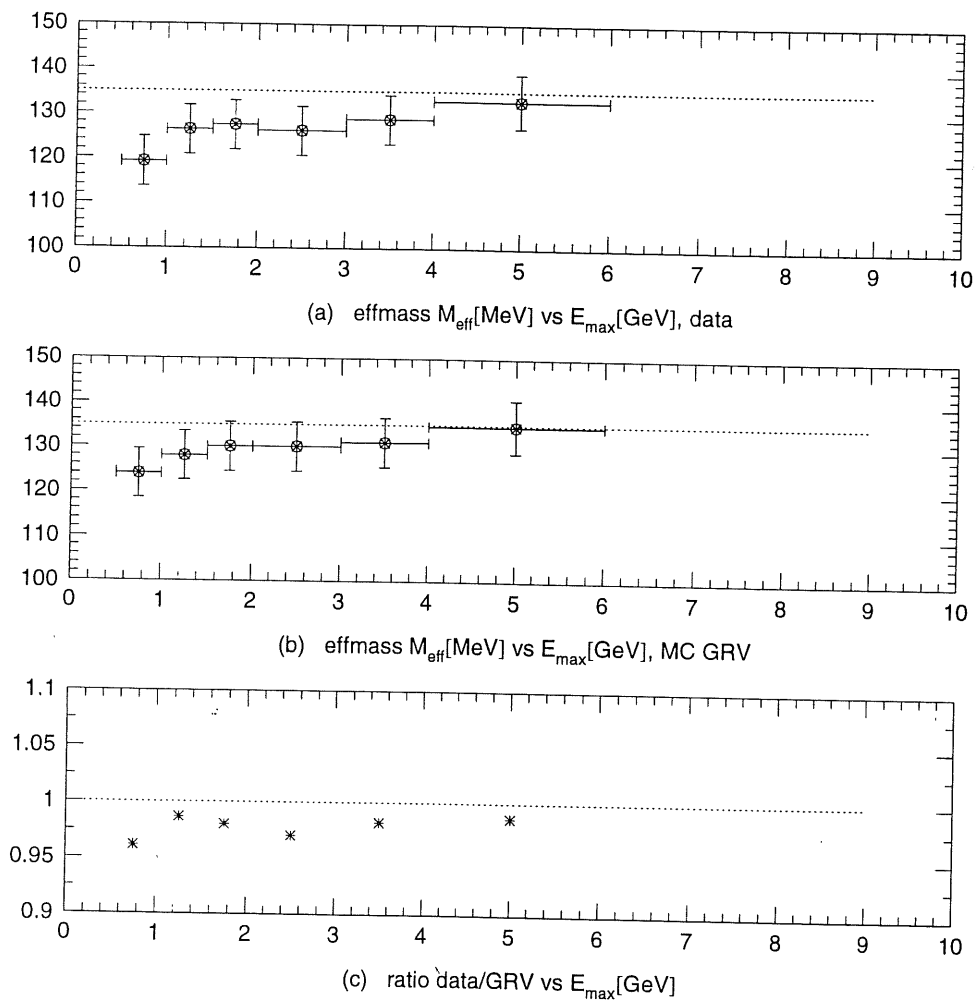 150
140
130
120
110
100
0 1 2 3 4 5 6 7 8 9 10
(a) effmass M_eff[MeV] vs E_max[GeV], data
150
140
130
120
110
100
0 1 2 3 4 5 6 7 8 9 10
(b) effmass M_eff[MeV] vs E_max[GeV], MC GRV
1.1
1.05
1
0.95
0.9
0 1 2 3 4 5 6 7 8 9 10
(c) ratio data/GRV vs E_max[GeV]